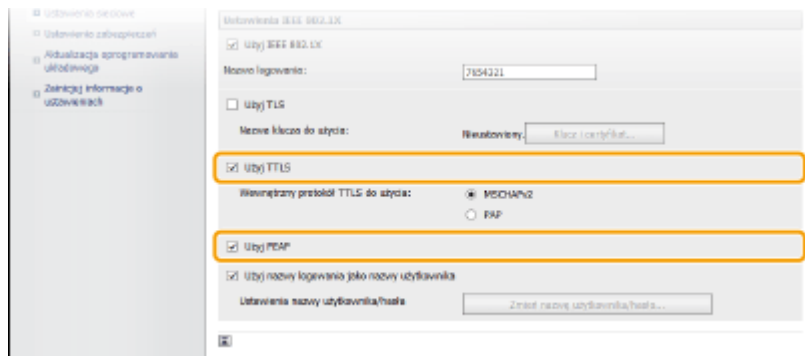 Ustawienia sieciowe
Ustawienia zabezpieczeń
Aktualizacja oprogramowania
układowego
Zainicjuj informacje o
ustawieniach
Ustawienia IEEE 802.1X
Użyj IEEE 802.1X
Nazwa logowania:
7654321
Użyj TLS
Nazwa klucza do użycia:
Nieustawiony.
Klucz i certyfikat...
Użyj TTLS
Wewnętrzny protokół TTLS do użycia:
MSCHAPv2
PAP
Użyj PEAP
Użyj nazwy logowania jako nazwy użytkownika
Ustawienia nazwy użytkownika/hasła
Zmień nazwę użytkownika/hasła...